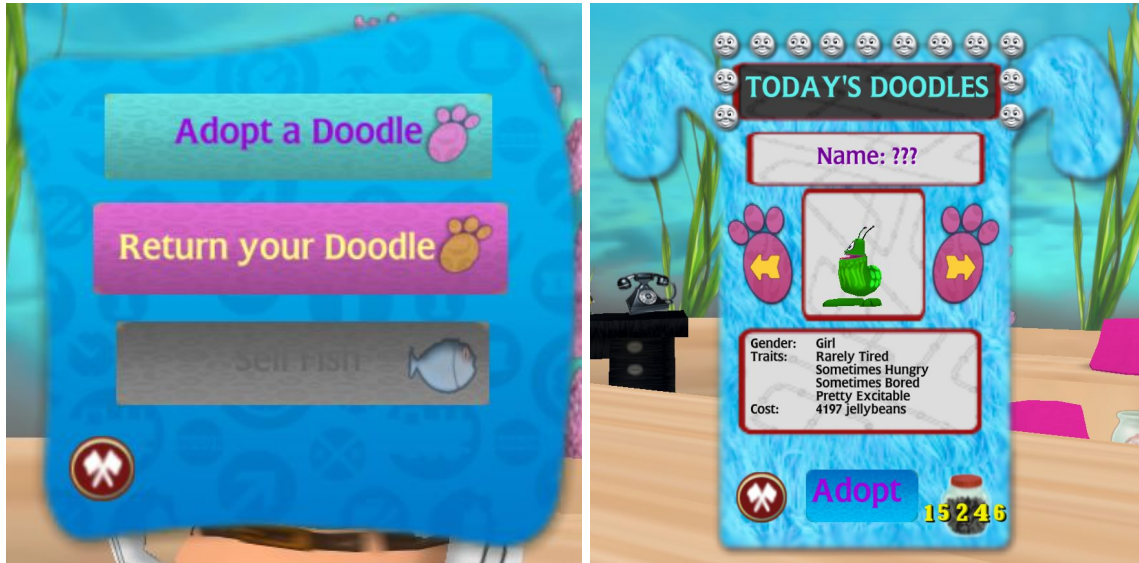 Adopt a Doodle
Return your Doodle
Sell Fish
TODAY'S DOODLES
Name: ???
Gender: Girl
Traits: Rarely Tired
Sometimes Hungry
Sometimes Bored
Pretty Excitable
Cost: 4197 jellybeans
Adopt
15246